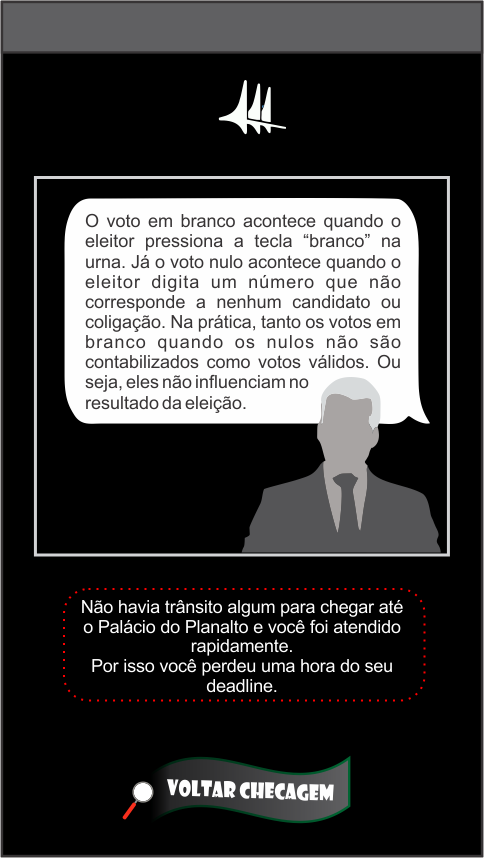 O voto em branco acontece quando o
eleitor pressiona a tecla “branco” na
urna. Já o voto nulo acontece quando o
eleitor digita um número que não
corresponde a nenhum candidato ou
coligação. Na prática, tanto os votos em
branco quando os nulos não são
contabilizados como votos válidos. Ou
seja, eles não influenciam no
resultado da eleição.
Não havia trânsito algum para chegar até
o Palácio do Planalto e você foi atendido
rapidamente.
Por isso você perdeu uma hora do seu
deadline.
VOLTAR CHECAGEM